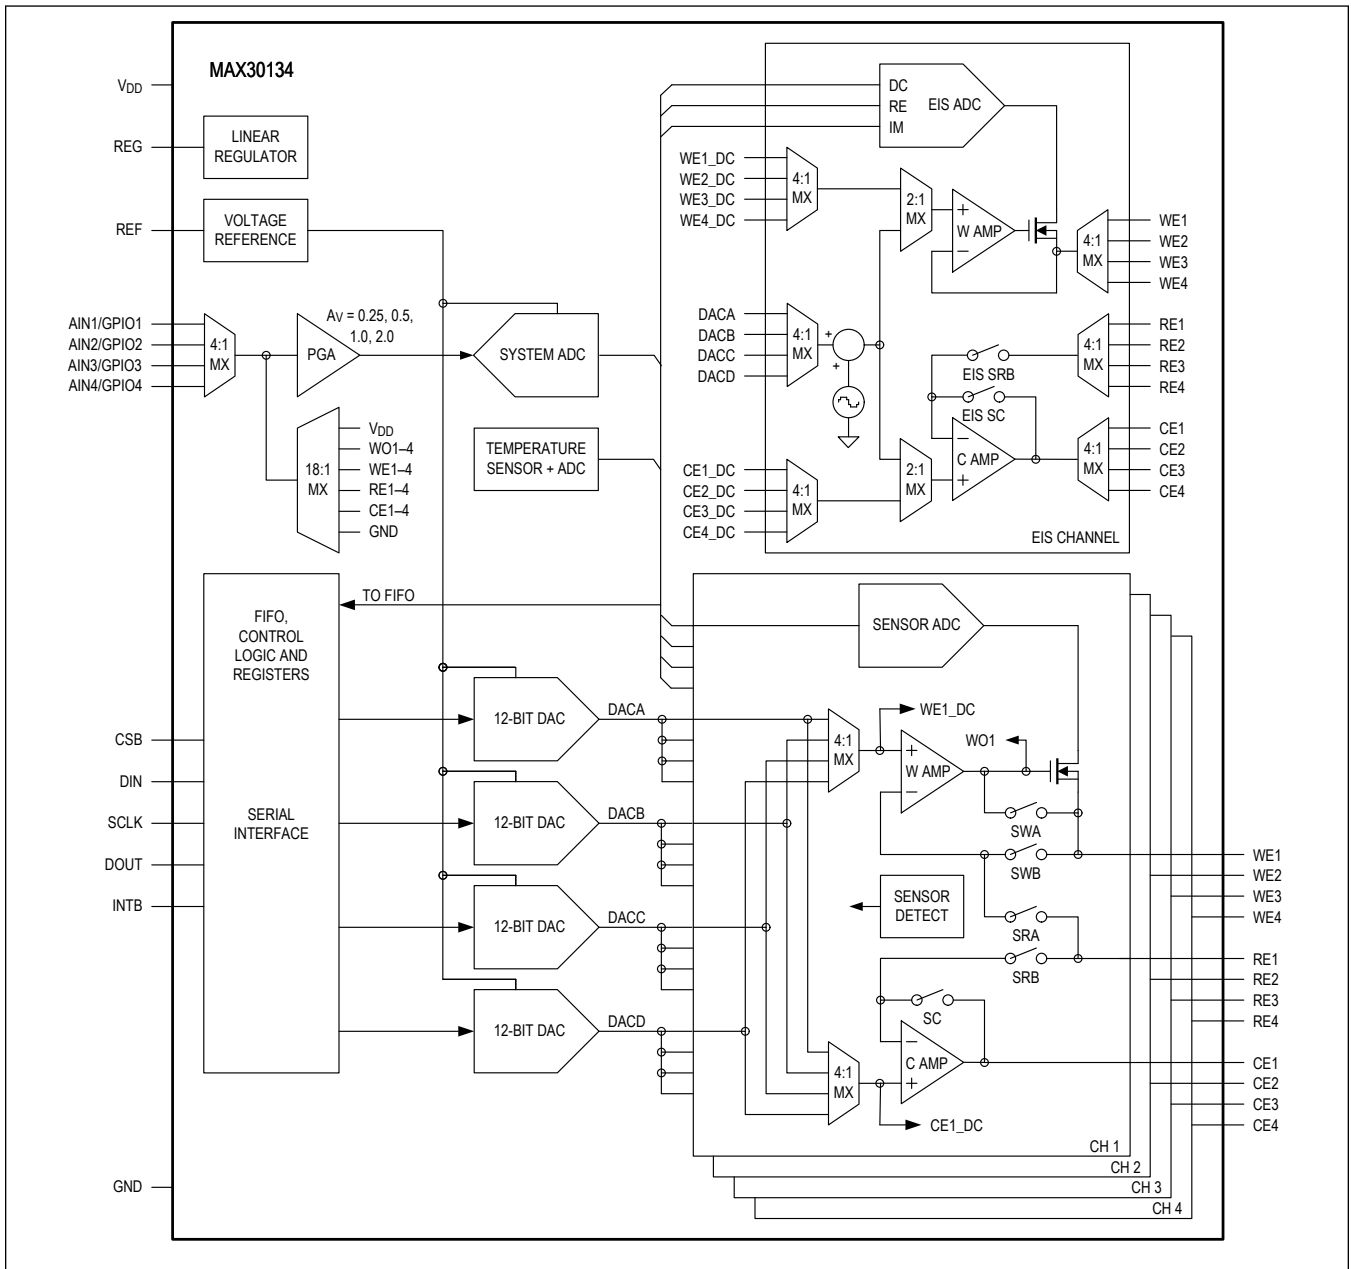 MAX30134
VDD
REG
REF
AIN1/GPIO1
AIN2/GPIO2
AIN3/GPIO3
AIN4/GPIO4
LINEAR
REGULATOR
VOLTAGE
REFERENCE
4:1
MX
PGA
AV = 0.25, 0.5,
1.0, 2.0
SYSTEM ADC
18:1
MX
VDD
WO1–4
WE1–4
RE1–4
CE1–4
GND
TEMPERATURE
SENSOR + ADC
DC
RE
IM
EIS ADC
WE1_DC
WE2_DC
WE3_DC
WE4_DC
4:1
MX
2:1
MX
+
W AMP
–
4:1
MX
WE1
WE2
WE3
WE4
DACA
DACB
DACC
DACD
4:1
MX
+
+
EIS SRB
EIS SC
4:1
MX
RE1
RE2
RE3
RE4
CE1_DC
CE2_DC
CE3_DC
CE4_DC
4:1
MX
2:1
MX
–
C AMP
+
4:1
MX
CE1
CE2
CE3
CE4
EIS CHANNEL
FIFO,
CONTROL
LOGIC AND
REGISTERS
SERIAL
INTERFACE
TO FIFO
CSB
DIN
SCLK
DOUT
INTB
GND
12-BIT DAC
DACA
12-BIT DAC
DACB
12-BIT DAC
DACC
12-BIT DAC
DACD
SENSOR ADC
4:1
MX
WE1_DC
+
W AMP
–
WO1
SWA
SWB
SENSOR
DETECT
SRA
SRB
SC
4:1
MX
–
C AMP
+
CE1_DC
CH 1
CH 2
CH 3
CH 4
WE1
WE2
WE3
WE4
RE1
RE2
RE3
RE4
CE1
CE2
CE3
CE4